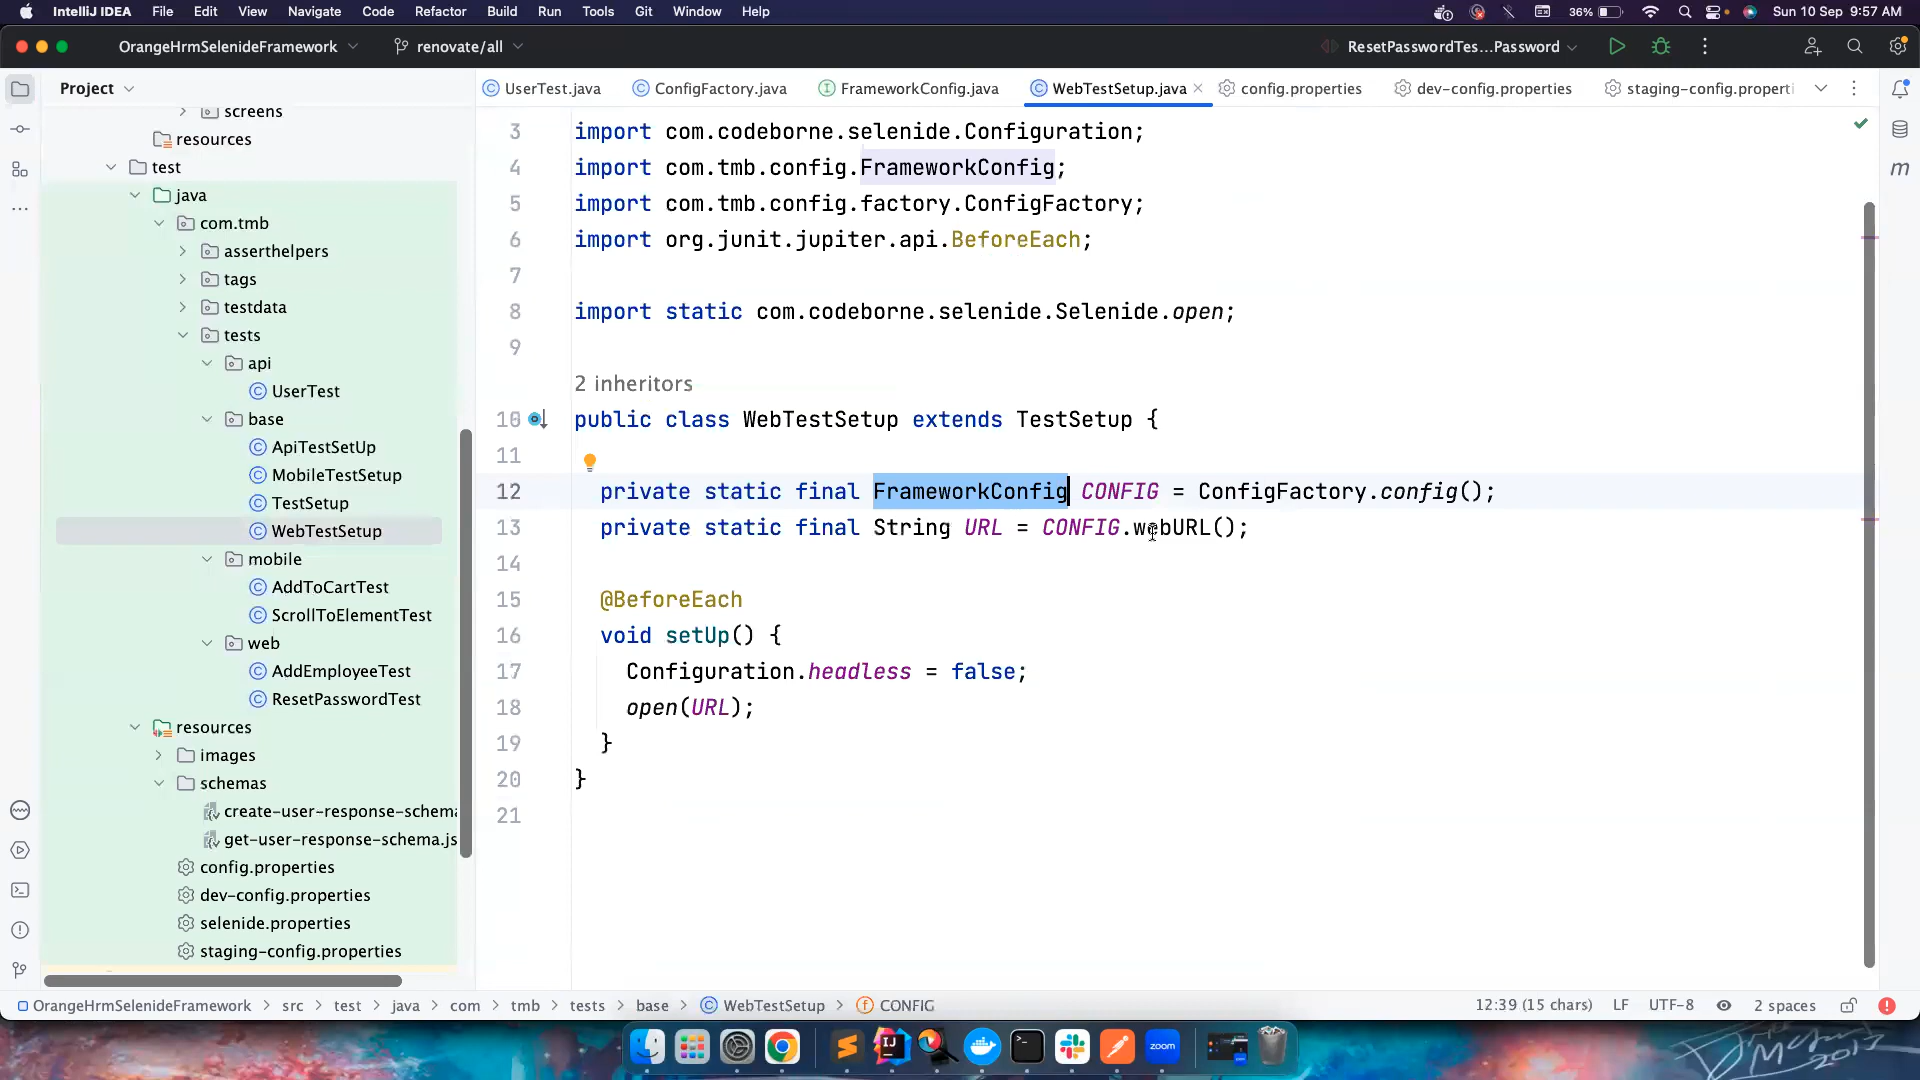 IntelliJ IDEA File Edit View Navigate Code Refactor Build Run Tools Git Window Help 36% Sun 10 Sep 9:57 AM
OrangeHrmSelenideFramework renovate/all ResetPasswordTes...Password
Project
UserTest.java ConfigFactory.java FrameworkConfig.java WebTestSetup.java config.properties dev-config.properties staging-config.properti
screens
resources
test
java
com.tmb
asserthelpers
tags
testdata
tests
api
UserTest
base
ApiTestSetUp
MobileTestSetup
TestSetup
WebTestSetup
mobile
AddToCartTest
ScrollToElementTest
web
AddEmployeeTest
ResetPasswordTest
resources
images
schemas
create-user-response-schema
get-user-response-schema.js
config.properties
dev-config.properties
selenide.properties
staging-config.properties
3 import com.codeborne.selenide.Configuration;
4 import com.tmb.config.FrameworkConfig;
5 import com.tmb.config.factory.ConfigFactory;
6 import org.junit.jupiter.api.BeforeEach;
7
8 import static com.codeborne.selenide.Selenide.open;
9
2 inheritors
10 public class WebTestSetup extends TestSetup {
11
12 private static final FrameworkConfig CONFIG = ConfigFactory.config();
13 private static final String URL = CONFIG.webURL();
14
15 @BeforeEach
16 void setUp() {
17 Configuration.headless = false;
18 open(URL);
19 }
20 }
21
OrangeHrmSelenideFramework > src > test > java > com > tmb > tests > base > WebTestSetup > CONFIG 12:39 (15 chars) LF UTF-8 2 spaces
zoom